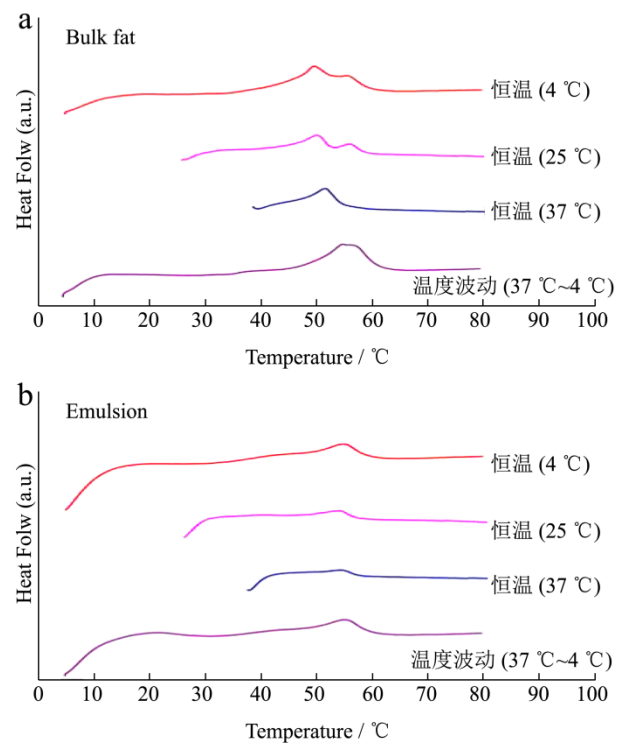 a
Bulk fat
Heat Folw (a.u.)
恒温 (4 ℃)
恒温 (25 ℃)
恒温 (37 ℃)
温度波动 (37 ℃~4 ℃)
0 10 20 30 40 50 60 70 80 90 100
Temperature / ℃
b
Emulsion
Heat Folw (a.u.)
恒温 (4 ℃)
恒温 (25 ℃)
恒温 (37 ℃)
温度波动 (37 ℃~4 ℃)
0 10 20 30 40 50 60 70 80 90 100
Temperature / ℃